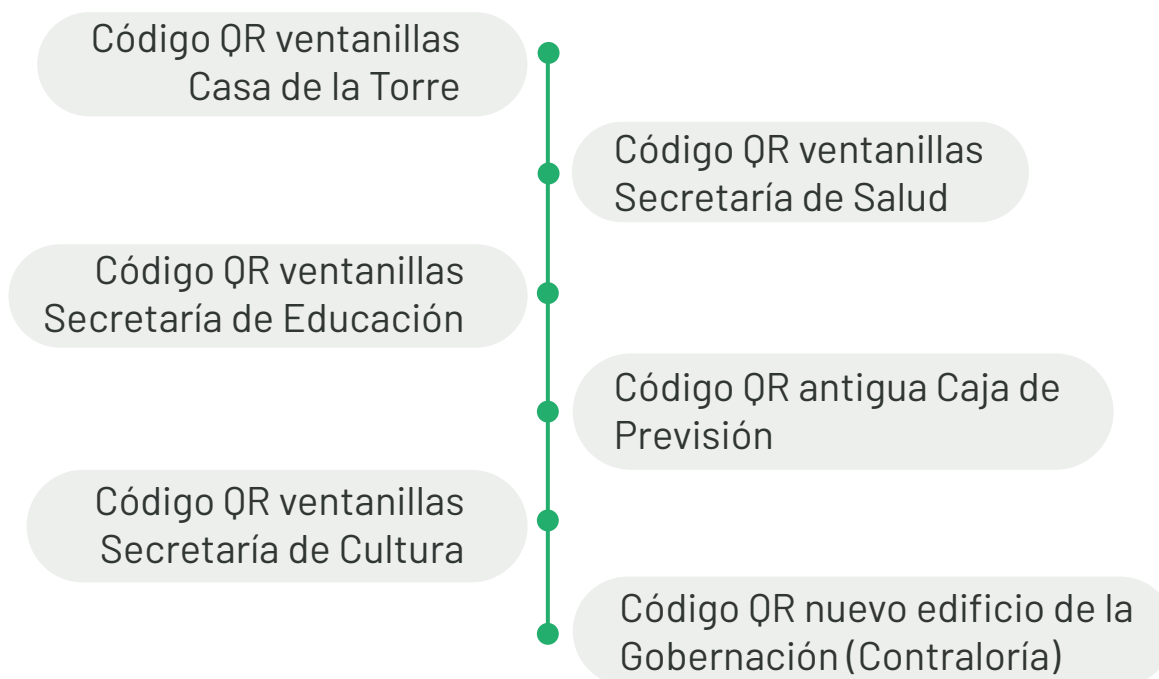 Código QR ventanillas
Casa de la Torre
Código QR ventanillas
Secretaría de Salud
Código QR ventanillas
Secretaría de Educación
Código QR antigua Caja de
Previsión
Código QR ventanillas
Secretaría de Cultura
Código QR nuevo edificio de la
Gobernación (Contraloría)